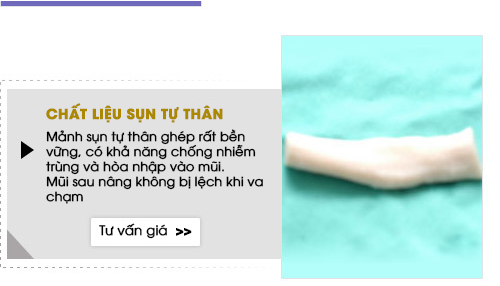 CHẤT LIỆU SỤN TỰ THÂN
Mảnh sụn tự thân ghép rất bền
vững, có khả năng chống nhiễm
trùng và hòa nhập vào mũi.
Mũi sau nâng không bị lệch khi va
chạm
Tư vấn giá >>